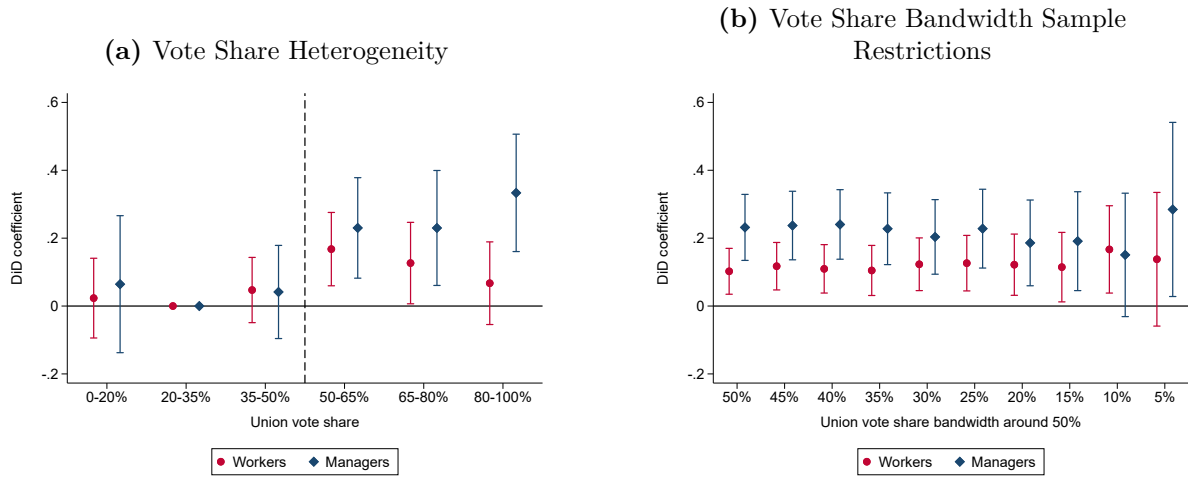 (a) Vote Share Heterogeneity
DiD coefficient
.6
.4
.2
0
-.2
0-20% 20-35% 35-50% 50-65% 65-80% 80-100%
Union vote share
Workers Managers
(b) Vote Share Bandwidth Sample
Restrictions
DiD coefficient
.6
.4
.2
0
-.2
50% 45% 40% 35% 30% 25% 20% 15% 10% 5%
Union vote share bandwidth around 50%
Workers Managers